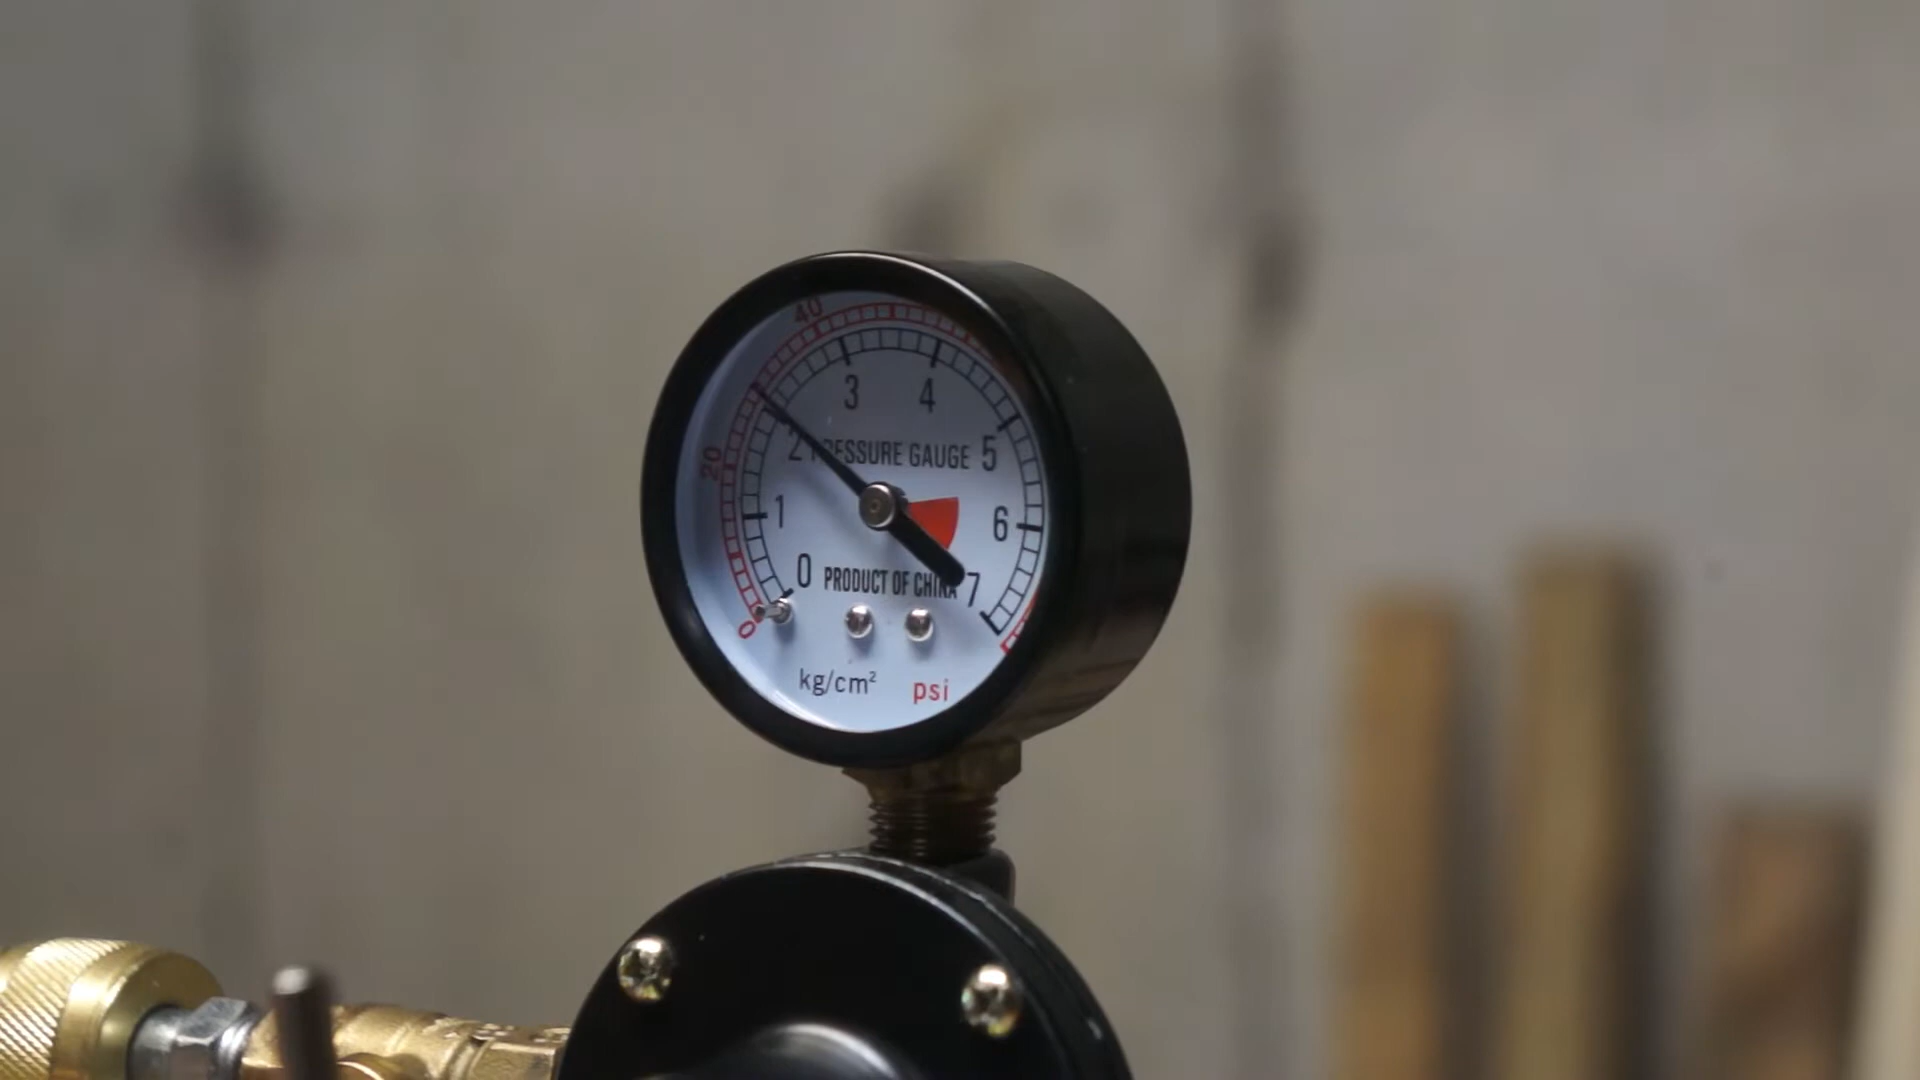 40
3 4
2 PRESSURE GAUGE 5
20
1 6
0 PRODUCT OF CHINA 7
0
kg/cm² psi